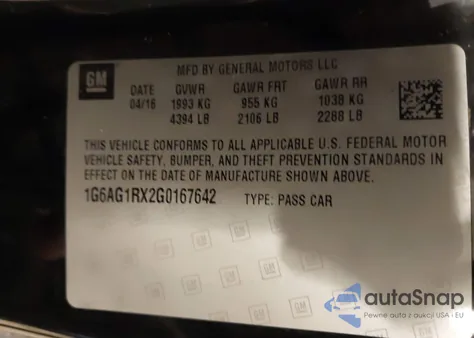 GM
MFD BY GENERAL MOTORS LLC
DATE GVWR GAWR FRT GAWR RR
04/16 1993 KG 955 KG 1038 KG
4394 LB 2106 LB 2288 LB
THIS VEHICLE CONFORMS TO ALL APPLICABLE U.S. FEDERAL MOTOR
VEHICLE SAFETY, BUMPER, AND THEFT PREVENTION STANDARDS IN
EFFECT ON THE DATE OF MANUFACTURE SHOWN ABOVE.
1G6AG1RX2G0167642 TYPE: PASS CAR
autoSnap
Pewne auta z aukcji USA i EU